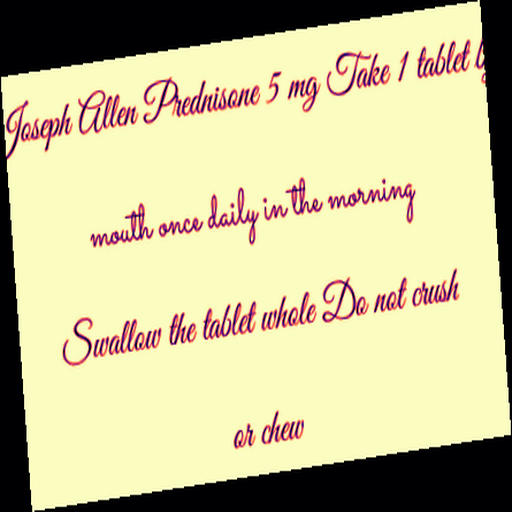 Joseph Allen Prednisone 5 mg Take 1 tablet
mouth once daily in the morning
Swallow the tablet whole Do not crush
or chew